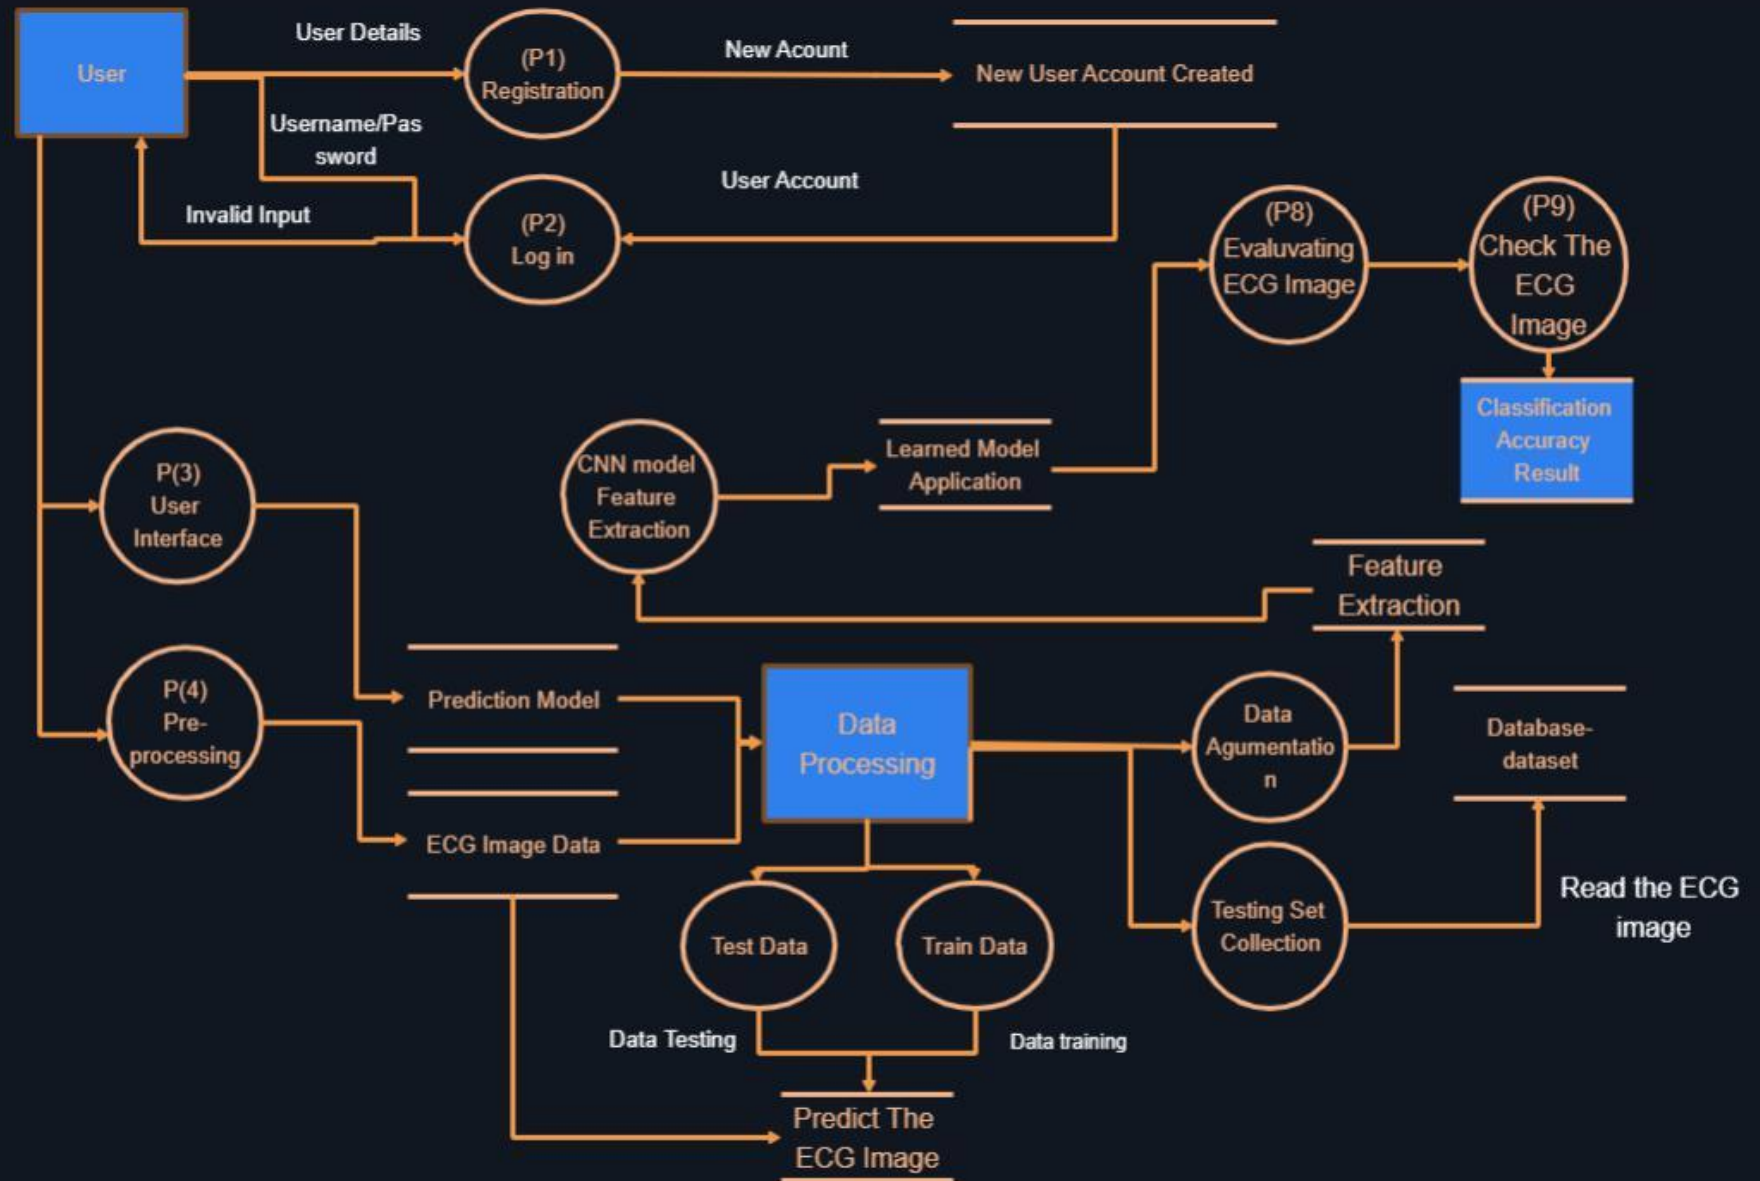 User
User Details
(P1)
Registration
New Acount
New User Account Created
Username/Pas
sword
Invalid Input
(P2)
Log in
User Account
(P8)
Evaluvating
ECG Image
(P9)
Check The
ECG
Image
Classification
Accuracy
Result
P(3)
User
Interface
CNN model
Feature
Extraction
Learned Model
Application
Feature
Extraction
P(4)
Pre-
processing
Prediction Model
ECG Image Data
Data
Processing
Data
Agumentatio
n
Database-
dataset
Test Data
Train Data
Testing Set
Collection
Read the ECG
image
Data Testing
Data training
Predict The
ECG Image